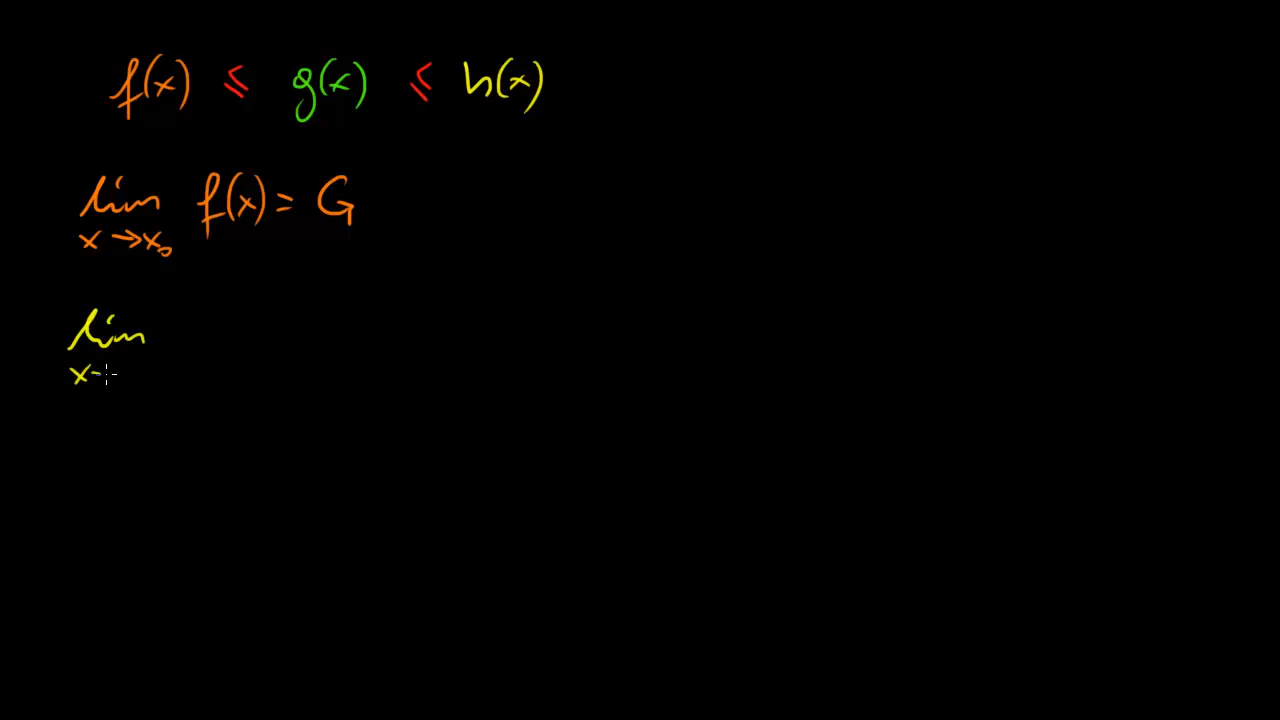 f(x) ≤ g(x) ≤ h(x)
lim f(x) = G
x→x₀
lim
x-